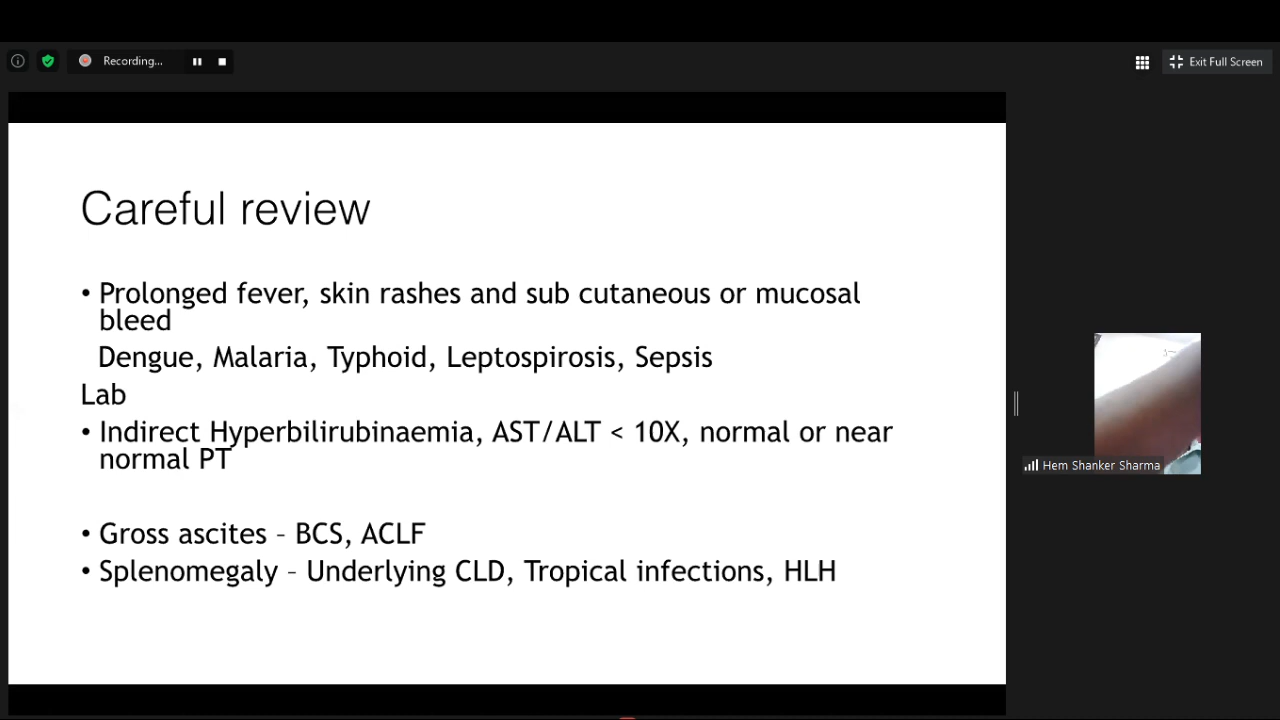 Recording...
Exit Full Screen
Careful review
• Prolonged fever, skin rashes and sub cutaneous or mucosal
bleed
Dengue, Malaria, Typhoid, Leptospirosis, Sepsis
Lab
• Indirect Hyperbilirubinaemia, AST/ALT < 10X, normal or near
normal PT
• Gross ascites – BCS, ACLF
• Splenomegaly – Underlying CLD, Tropical infections, HLH
Hem Shanker Sharma